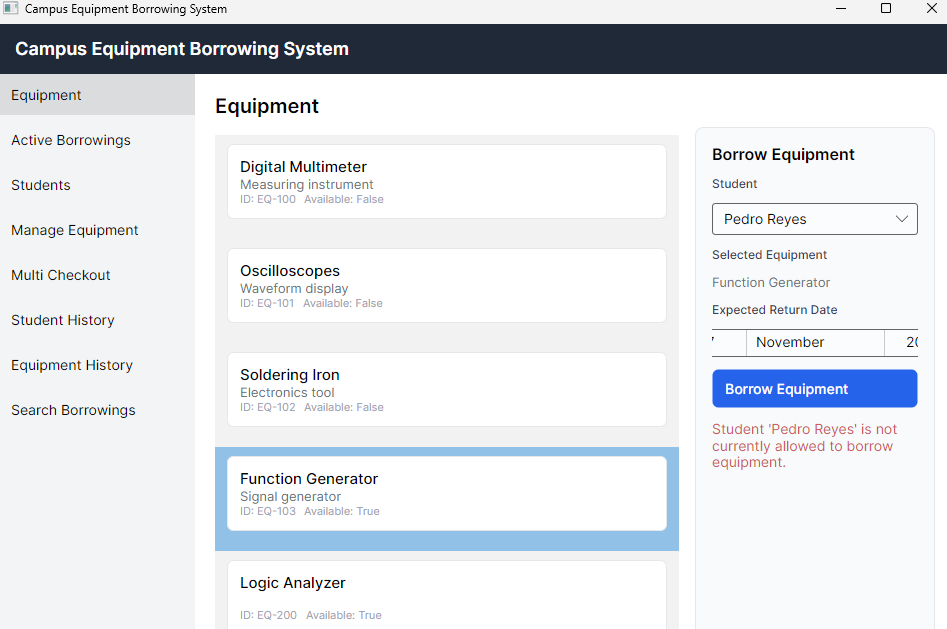 Campus Equipment Borrowing System
Campus Equipment Borrowing System
Equipment
Active Borrowings
Students
Manage Equipment
Multi Checkout
Student History
Equipment History
Search Borrowings
Equipment
Digital Multimeter
Measuring instrument
ID: EQ-100 Available: False
Oscilloscopes
Waveform display
ID: EQ-101 Available: False
Soldering Iron
Electronics tool
ID: EQ-102 Available: False
Function Generator
Signal generator
ID: EQ-103 Available: True
Logic Analyzer
ID: EQ-200 Available: True
Borrow Equipment
Student
Pedro Reyes
Selected Equipment
Function Generator
Expected Return Date
November
Borrow Equipment
Student 'Pedro Reyes' is not
currently allowed to borrow
equipment.